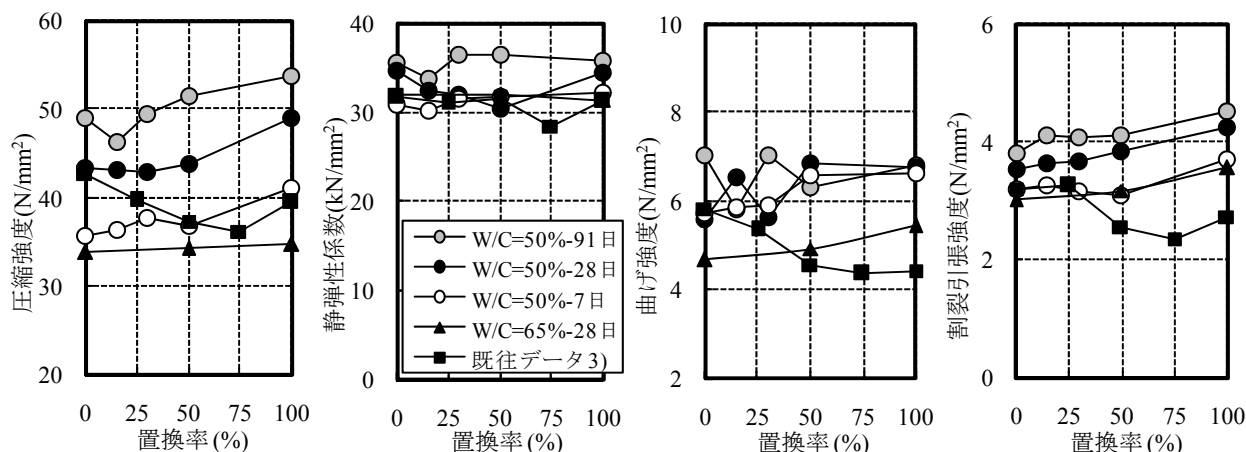 圧縮強度(N/mm²)
60
50
40
30
20
0 25 50 75 100
置換率(%)
静弾性係数(kN/mm²)
40
30
20
10
0
W/C=50%-91日
W/C=50%-28日
W/C=50%-7日
W/C=65%-28日
既往データ3)
0 25 50 75 100
置換率(%)
曲げ強度(N/mm²)
10
8
6
4
2
0 25 50 75 100
置換率(%)
割裂引張強度(N/mm²)
6
4
2
0
0 25 50 75 100
置換率(%)